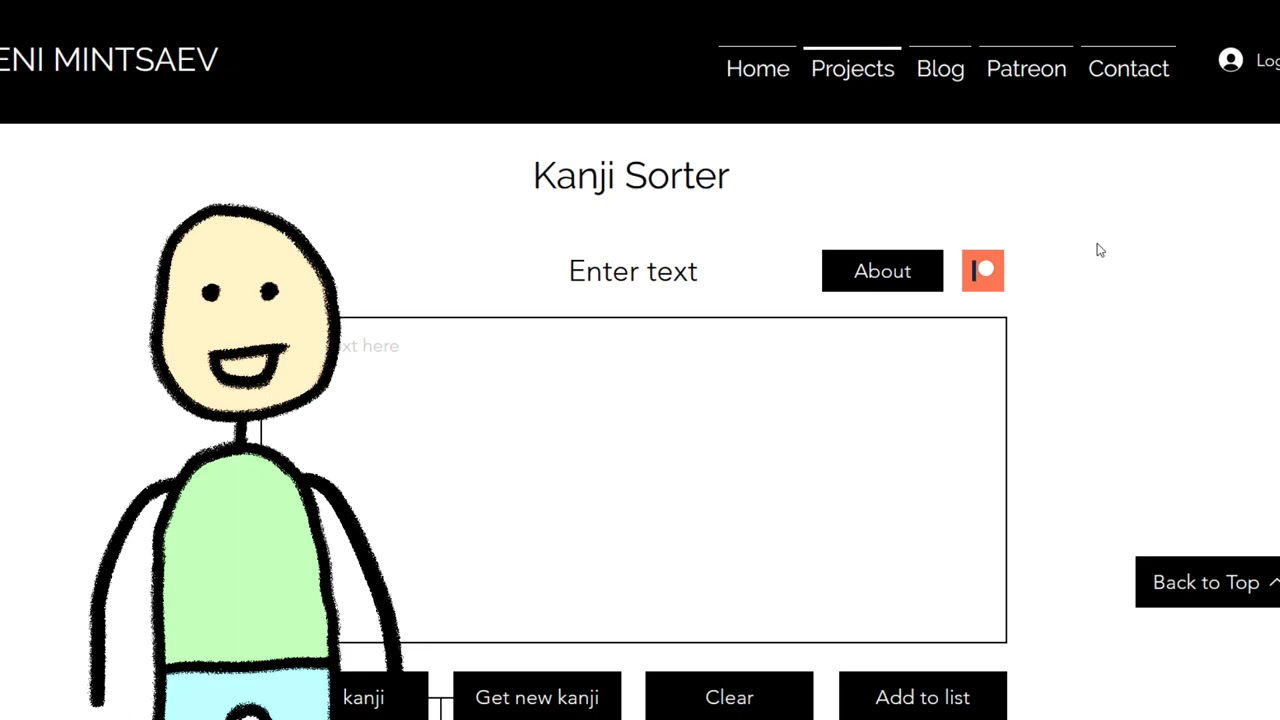 ENI MINTSAEV
Home Projects Blog Patreon Contact
Kanji Sorter
Enter text
About
here
Back to Top
kanji
Get new kanji
Clear
Add to list